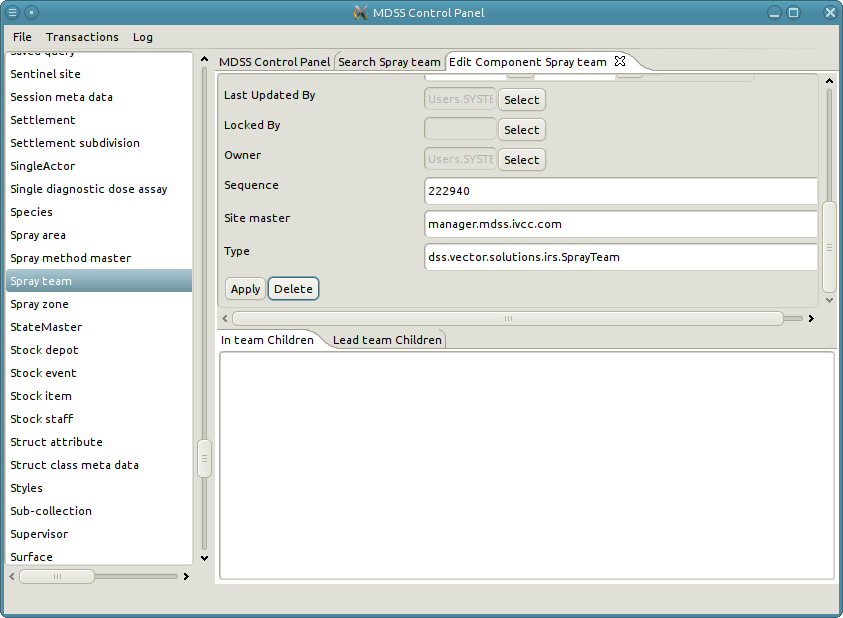 MDSS Control Panel
File Transactions Log
Saved query
Sentinel site
Session meta data
Settlement
Settlement subdivision
SingleActor
Single diagnostic dose assay
Species
Spray area
Spray method master
Spray team
Spray zone
StateMaster
Stock depot
Stock event
Stock item
Stock staff
Struct attribute
Struct class meta data
Styles
Sub-collection
Supervisor
Surface
MDSS Control Panel Search Spray team Edit Component Spray team
Last Updated By Users.SYSTE Select
Locked By Select
Owner Users.SYSTE Select
Sequence 222940
Site master manager.mdss.ivcc.com
Type dss.vector.solutions.irs.SprayTeam
Apply Delete
In team Children Lead team Children